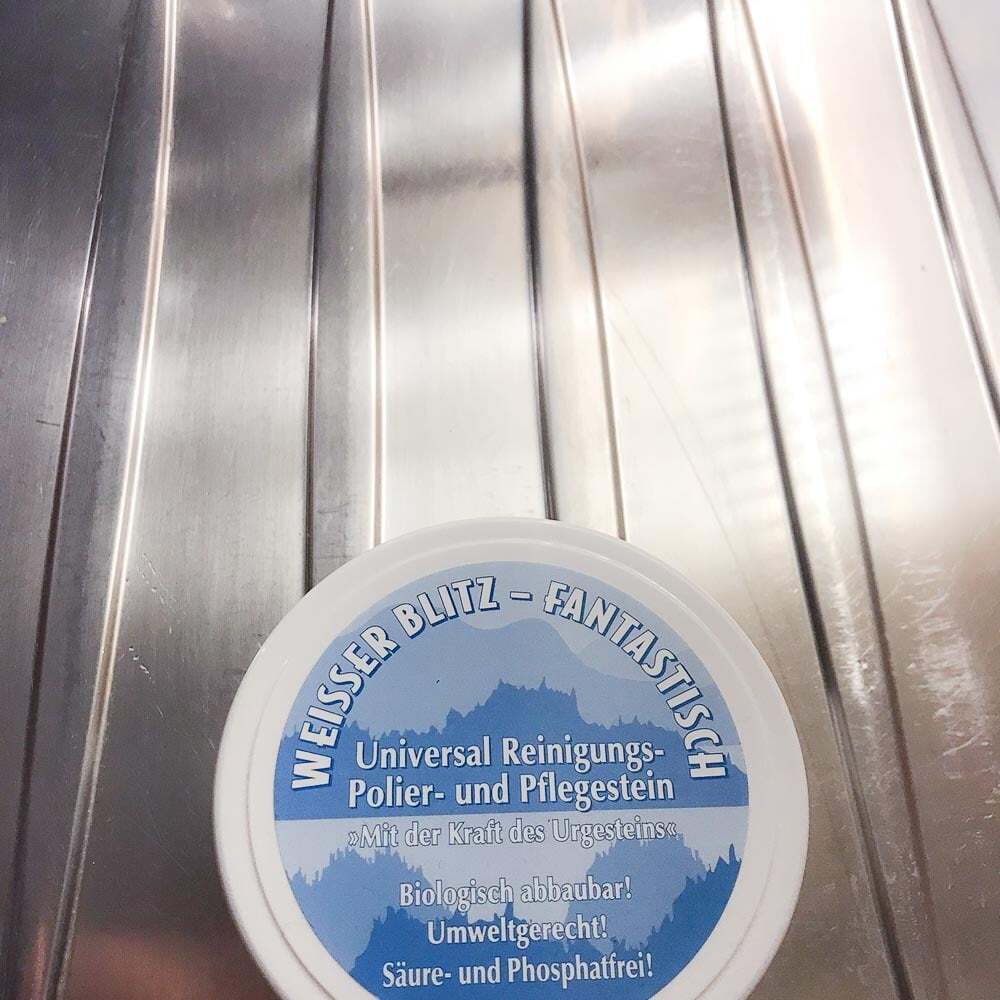 WEISSER BLITZ – FANTASTISCH
Universal Reinigungs-
Polier- und Pflegestein
»Mit der Kraft des Urgesteins«
Biologisch abbaubar!
Umweltgerecht!
Säure- und Phosphatfrei!